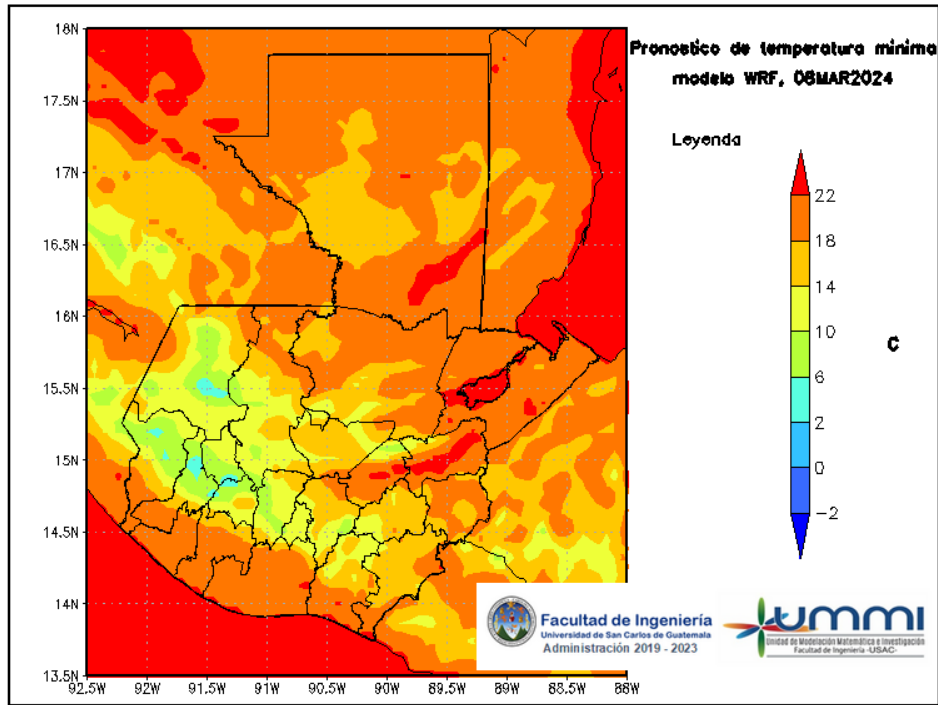 Pronostico de temperatura minima
modelo WRF, 08MAR2024
Leyenda
22
18
14
10
6
2
0
-2
C
18N
17.5N
17N
16.5N
16N
15.5N
15N
14.5N
14N
13.5N
92.5W 92W 91.5W 91W 90.5W 90W 89.5W 89W 88.5W 88W
Facultad de Ingeniería
Universidad de San Carlos de Guatemala
Administración 2019 - 2023
ummi
Unidad de Modelación Matemática e Investigación
Facultad de Ingeniería -USAC-